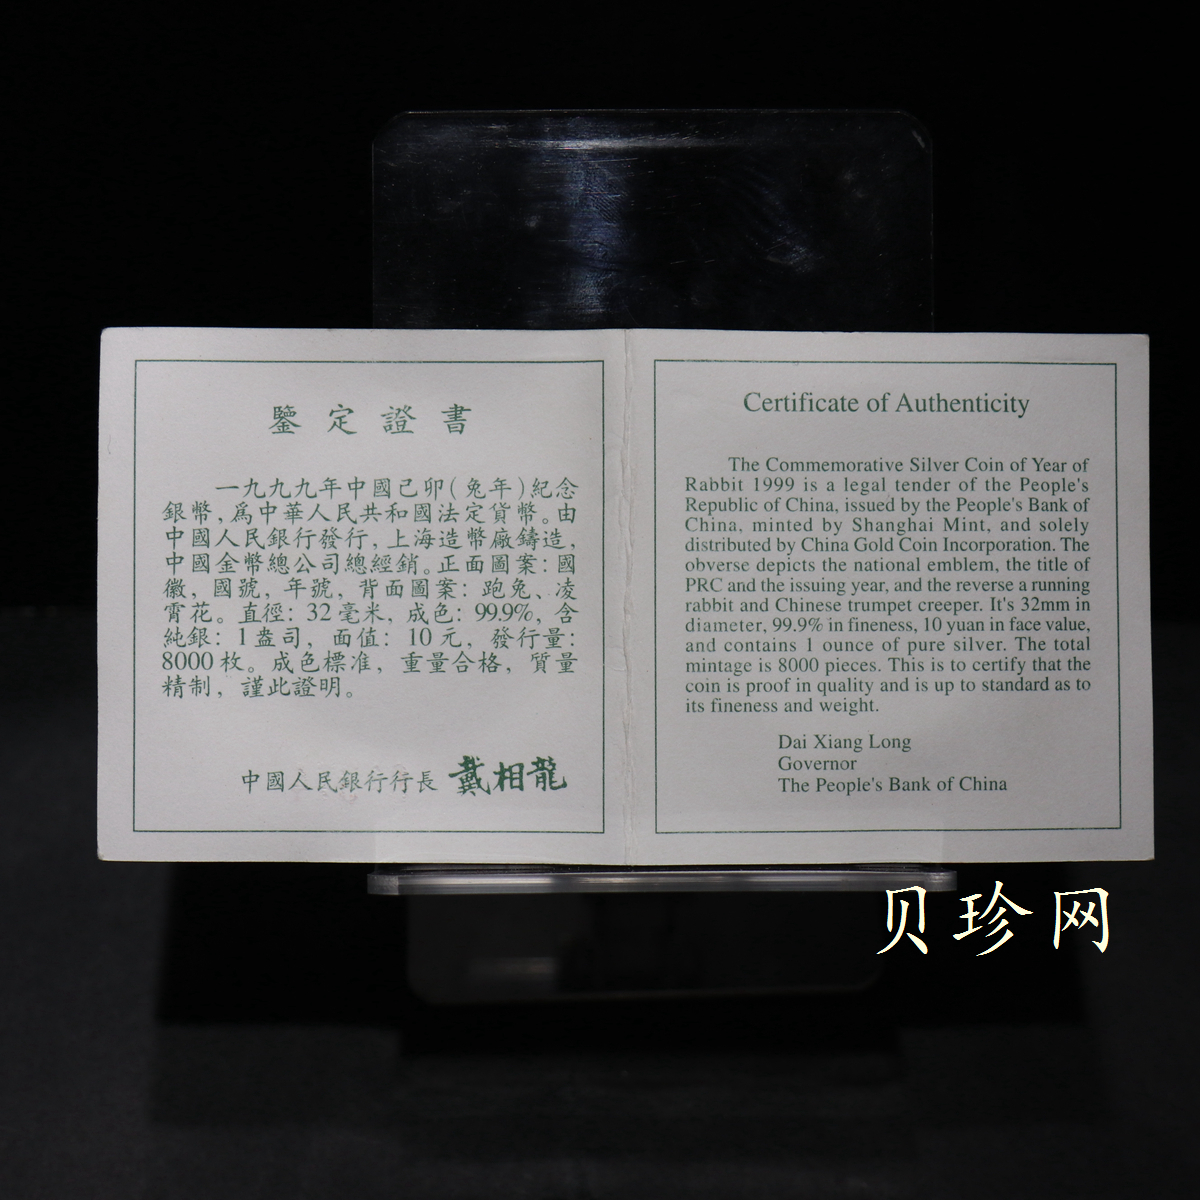 鑒定證書
一九九九年中國己卯(兔年)紀念
銀幣,爲中華人民共和國法定貨幣。由
中國人民銀行發行,上海造幣廠鑄造,
中國金幣總公司總經銷。正面圖案:國
徽,國號,年號,背面圖案:跑兔、凌
霄花。直徑:32毫米,成色:99.9%,含
純銀:1盎司,面值:10元,發行量:
8000枚。成色標准,重量合格,質量
精制,謹此證明。
中國人民銀行行長 戴相龍
Certificate of Authenticity
The Commemorative Silver Coin of Year of
Rabbit 1999 is a legal tender of the People's
Republic of China, issued by the People's Bank of
China, minted by Shanghai Mint, and solely
distributed by China Gold Coin Incorporation. The
obverse depicts the national emblem, the title of
PRC and the issuing year, and the reverse a running
rabbit and Chinese trumpet creeper. It's 32mm in
diameter, 99.9% in fineness, 10 yuan in face value,
and contains 1 ounce of pure silver. The total
mintage is 8000 pieces. This is to certify that the
coin is proof in quality and is up to standard as to
its fineness and weight.
Dai Xiang Long
Governor
The People's Bank of China
贝珍网